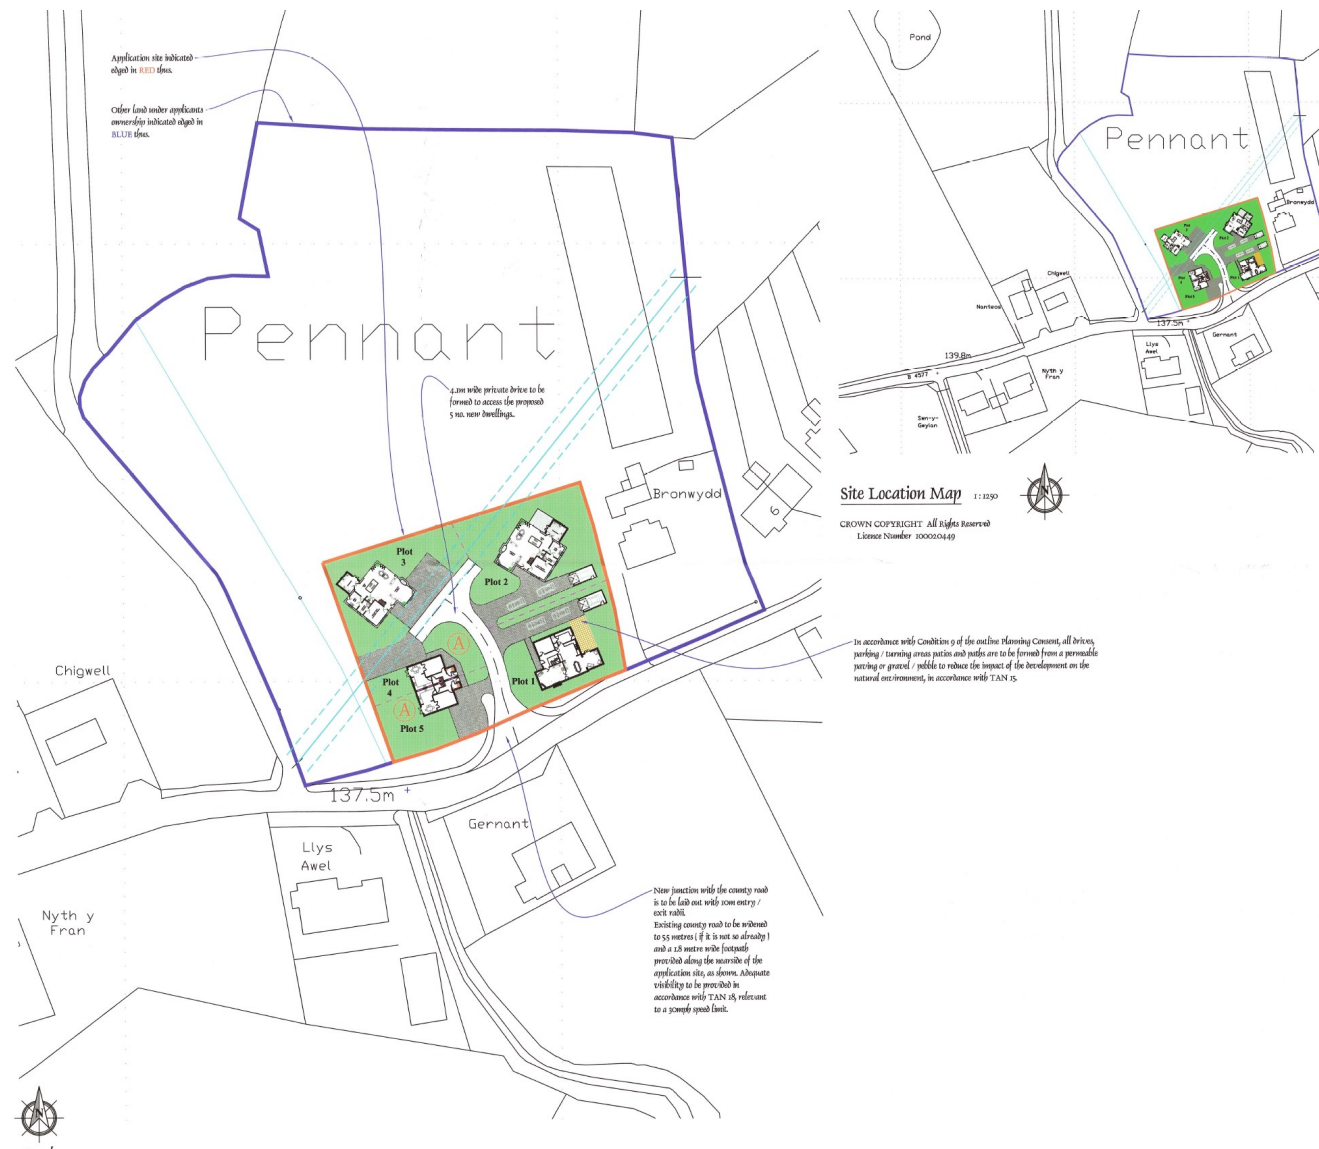 Application site indicated
edged in RED thus.
Other land under applicants
ownership indicated edged in
BLUE thus.
Pennant
4.1m wide private drive to be
formed to access the proposed
5 no. new dwellings.
Bronwydd
6
Plot
3
Plot 2
A
Plot 1
Plot
4
A
Plot 5
Chigwell
137.5m
Gernant
Llys
Awel
Nyth y
Fran
New junction with the county road
is to be laid out with 10m entry /
exit radii.
Existing county road to be widened
to 5.5 metres ( if it is not so already )
and a 1.8 metre wide footpath
provided along the nearside of the
application site, as shown. Adequate
visibility to be provided in
accordance with TAN 18, relevant
to a 30mph speed limit.
N
Pond
Pennant
Bronwydd
Plot
Plot 2
Plot
Plot
Plot 5
Chigwell
Nanteos
137.5m
Gernant
Llys
Awel
139.8m
B 4577
Nyth y
Fran
Sen-y-
Geylan
Site Location Map 1 : 1250
N
CROWN COPYRIGHT All Rights Reserved
Licence Number 100020449
In accordance with Condition 9 of the outline Planning Consent, all drives,
parking / turning areas patios and paths are to be formed from a permeable
paving or gravel / pebble to reduce the impact of the development on the
natural environment, in accordance with TAN 15.